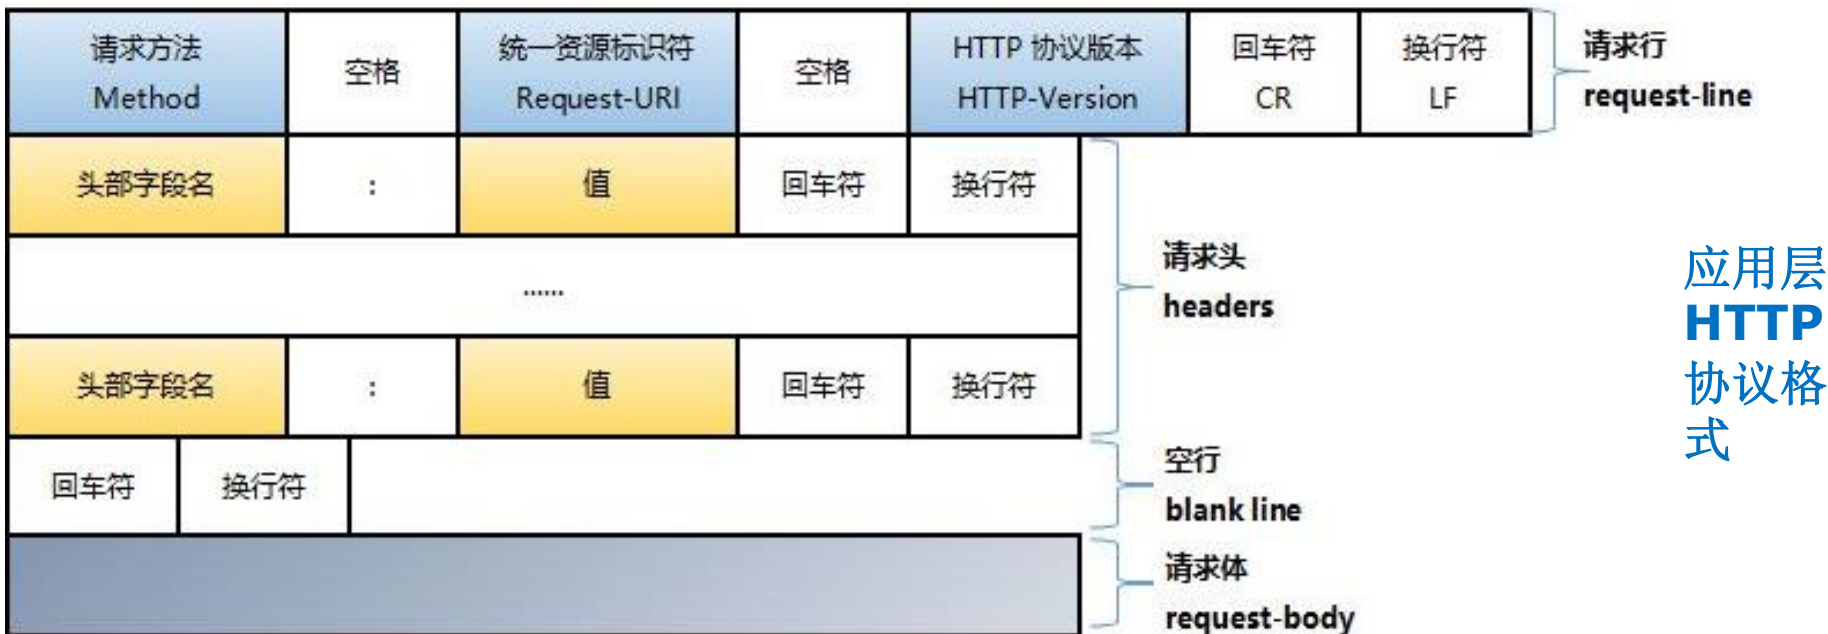 请求方法
Method
空格
统一资源标识符
Request-URI
空格
HTTP 协议版本
HTTP-Version
回车符
CR
换行符
LF
请求行
request-line
头部字段名
:
值
回车符
换行符
......
头部字段名
:
值
回车符
换行符
请求头
headers
回车符
换行符
空行
blank line
请求体
request-body
应用层
HTTP
协议格
式